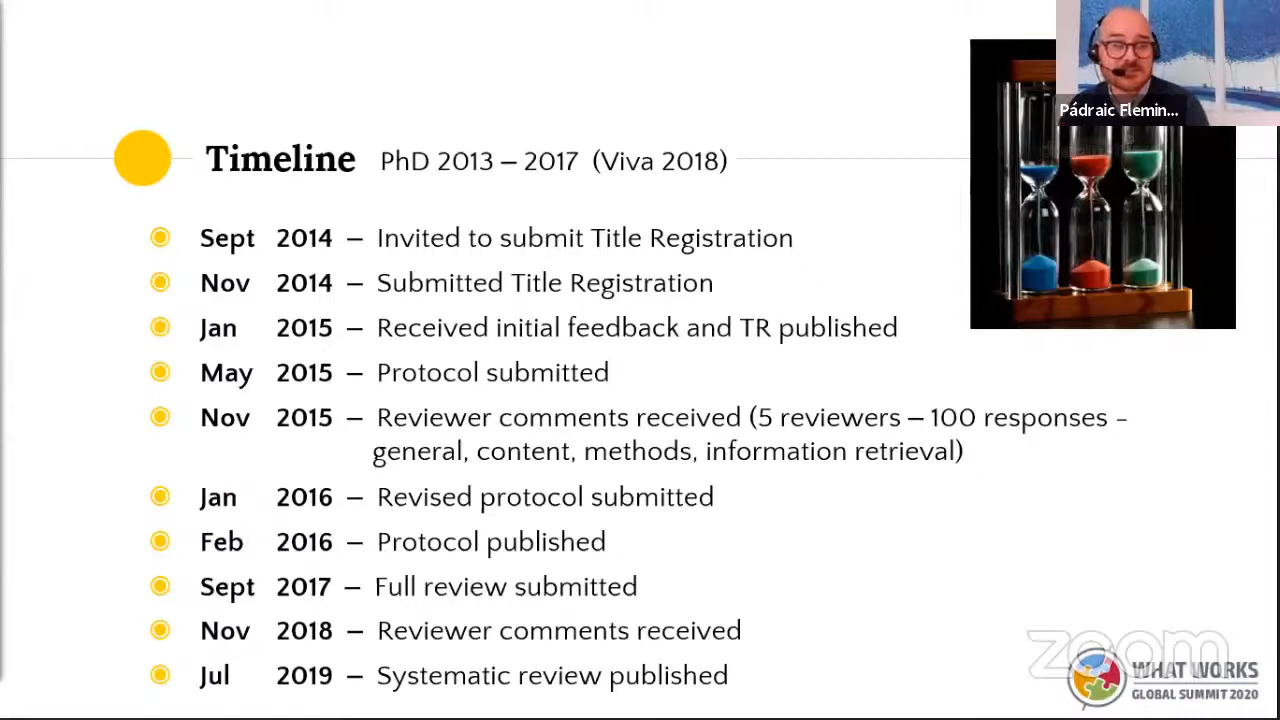 Pádraic Flemin...
Timeline PhD 2013 – 2017 (Viva 2018)
Sept 2014 – Invited to submit Title Registration
Nov 2014 – Submitted Title Registration
Jan 2015 – Received initial feedback and TR published
May 2015 – Protocol submitted
Nov 2015 – Reviewer comments received (5 reviewers – 100 responses -
general, content, methods, information retrieval)
Jan 2016 – Revised protocol submitted
Feb 2016 – Protocol published
Sept 2017 – Full review submitted
Nov 2018 – Reviewer comments received
Jul 2019 – Systematic review published
zoom
WHAT WORKS
GLOBAL SUMMIT 2020